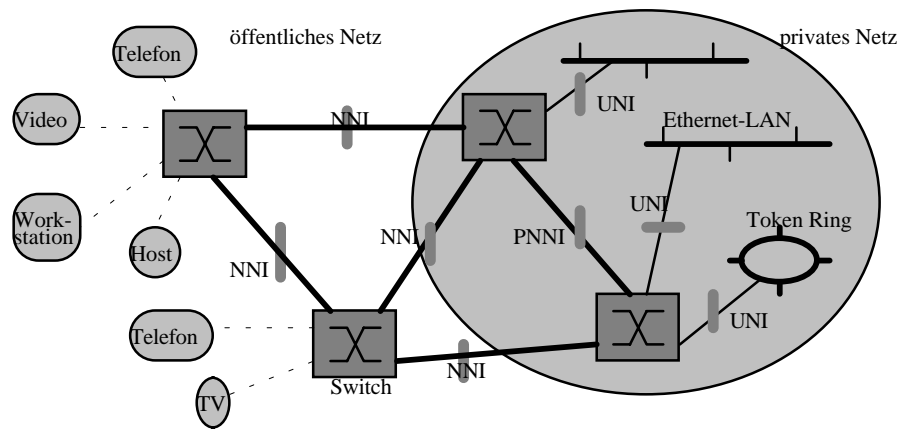 öffentliches Netz
privates Netz
Telefon
UNI
Video
NNI
Ethernet-LAN
Work-
station
UNI
Token Ring
Host
NNI
NNI
PNNI
UNI
Telefon
NNI
Switch
TV